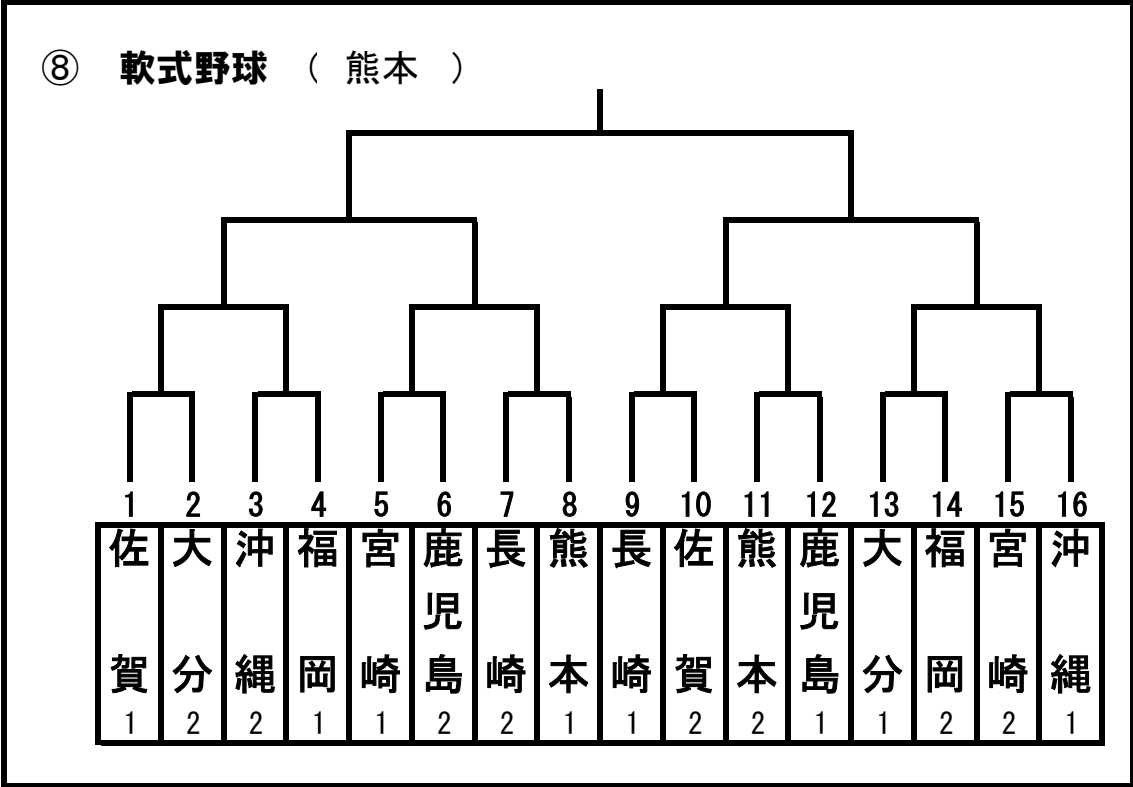 ⑧ 軟式野球 （ 熊本 ）
1 2 3 4 5 6 7 8 9 10 11 12 13 14 15 16
佐賀 大分 沖縄 福岡 宮崎 鹿児島 長崎 熊本 長崎 佐賀 熊本 鹿児島 大分 福岡 宮崎 沖縄
1 2 2 1 1 2 2 1 1 2 2 1 1 2 2 1